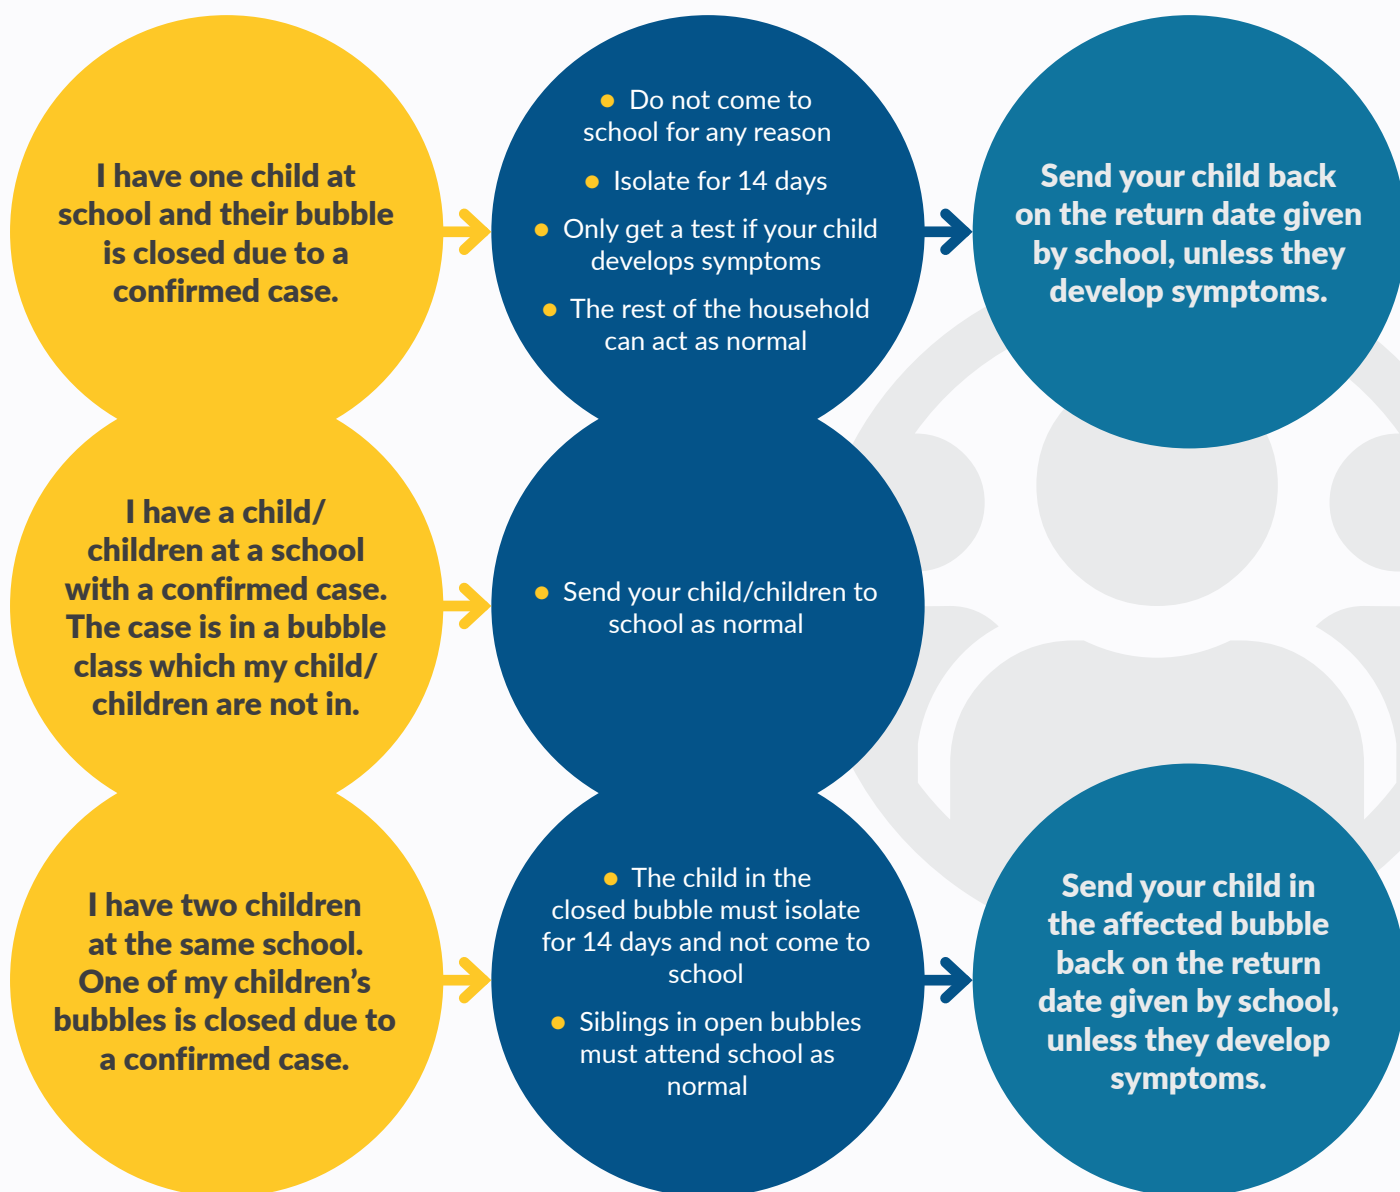 I have one child at
school and their bubble
is closed due to a
confirmed case.
● Do not come to
school for any reason
● Isolate for 14 days
● Only get a test if your child
develops symptoms
● The rest of the household
can act as normal
Send your child back
on the return date given
by school, unless they
develop symptoms.
I have a child/
children at a school
with a confirmed case.
The case is in a bubble
class which my child/
children are not in.
● Send your child/children to
school as normal
I have two children
at the same school.
One of my children’s
bubbles is closed due to
a confirmed case.
● The child in the
closed bubble must isolate
for 14 days and not come to
school
● Siblings in open bubbles
must attend school as
normal
Send your child in
the affected bubble
back on the return
date given by school,
unless they develop
symptoms.